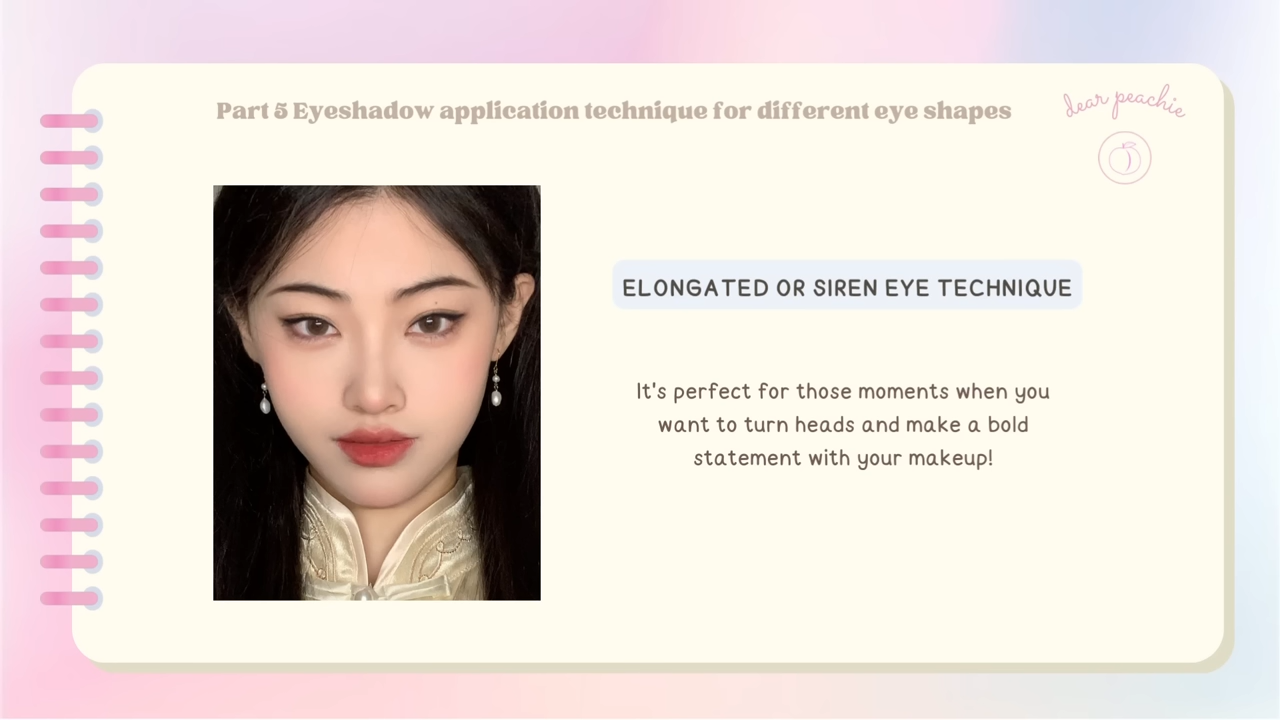 Part 5 Eyeshadow application technique for different eye shapes
dear peachie
ELONGATED OR SIREN EYE TECHNIQUE
It's perfect for those moments when you
want to turn heads and make a bold
statement with your makeup!